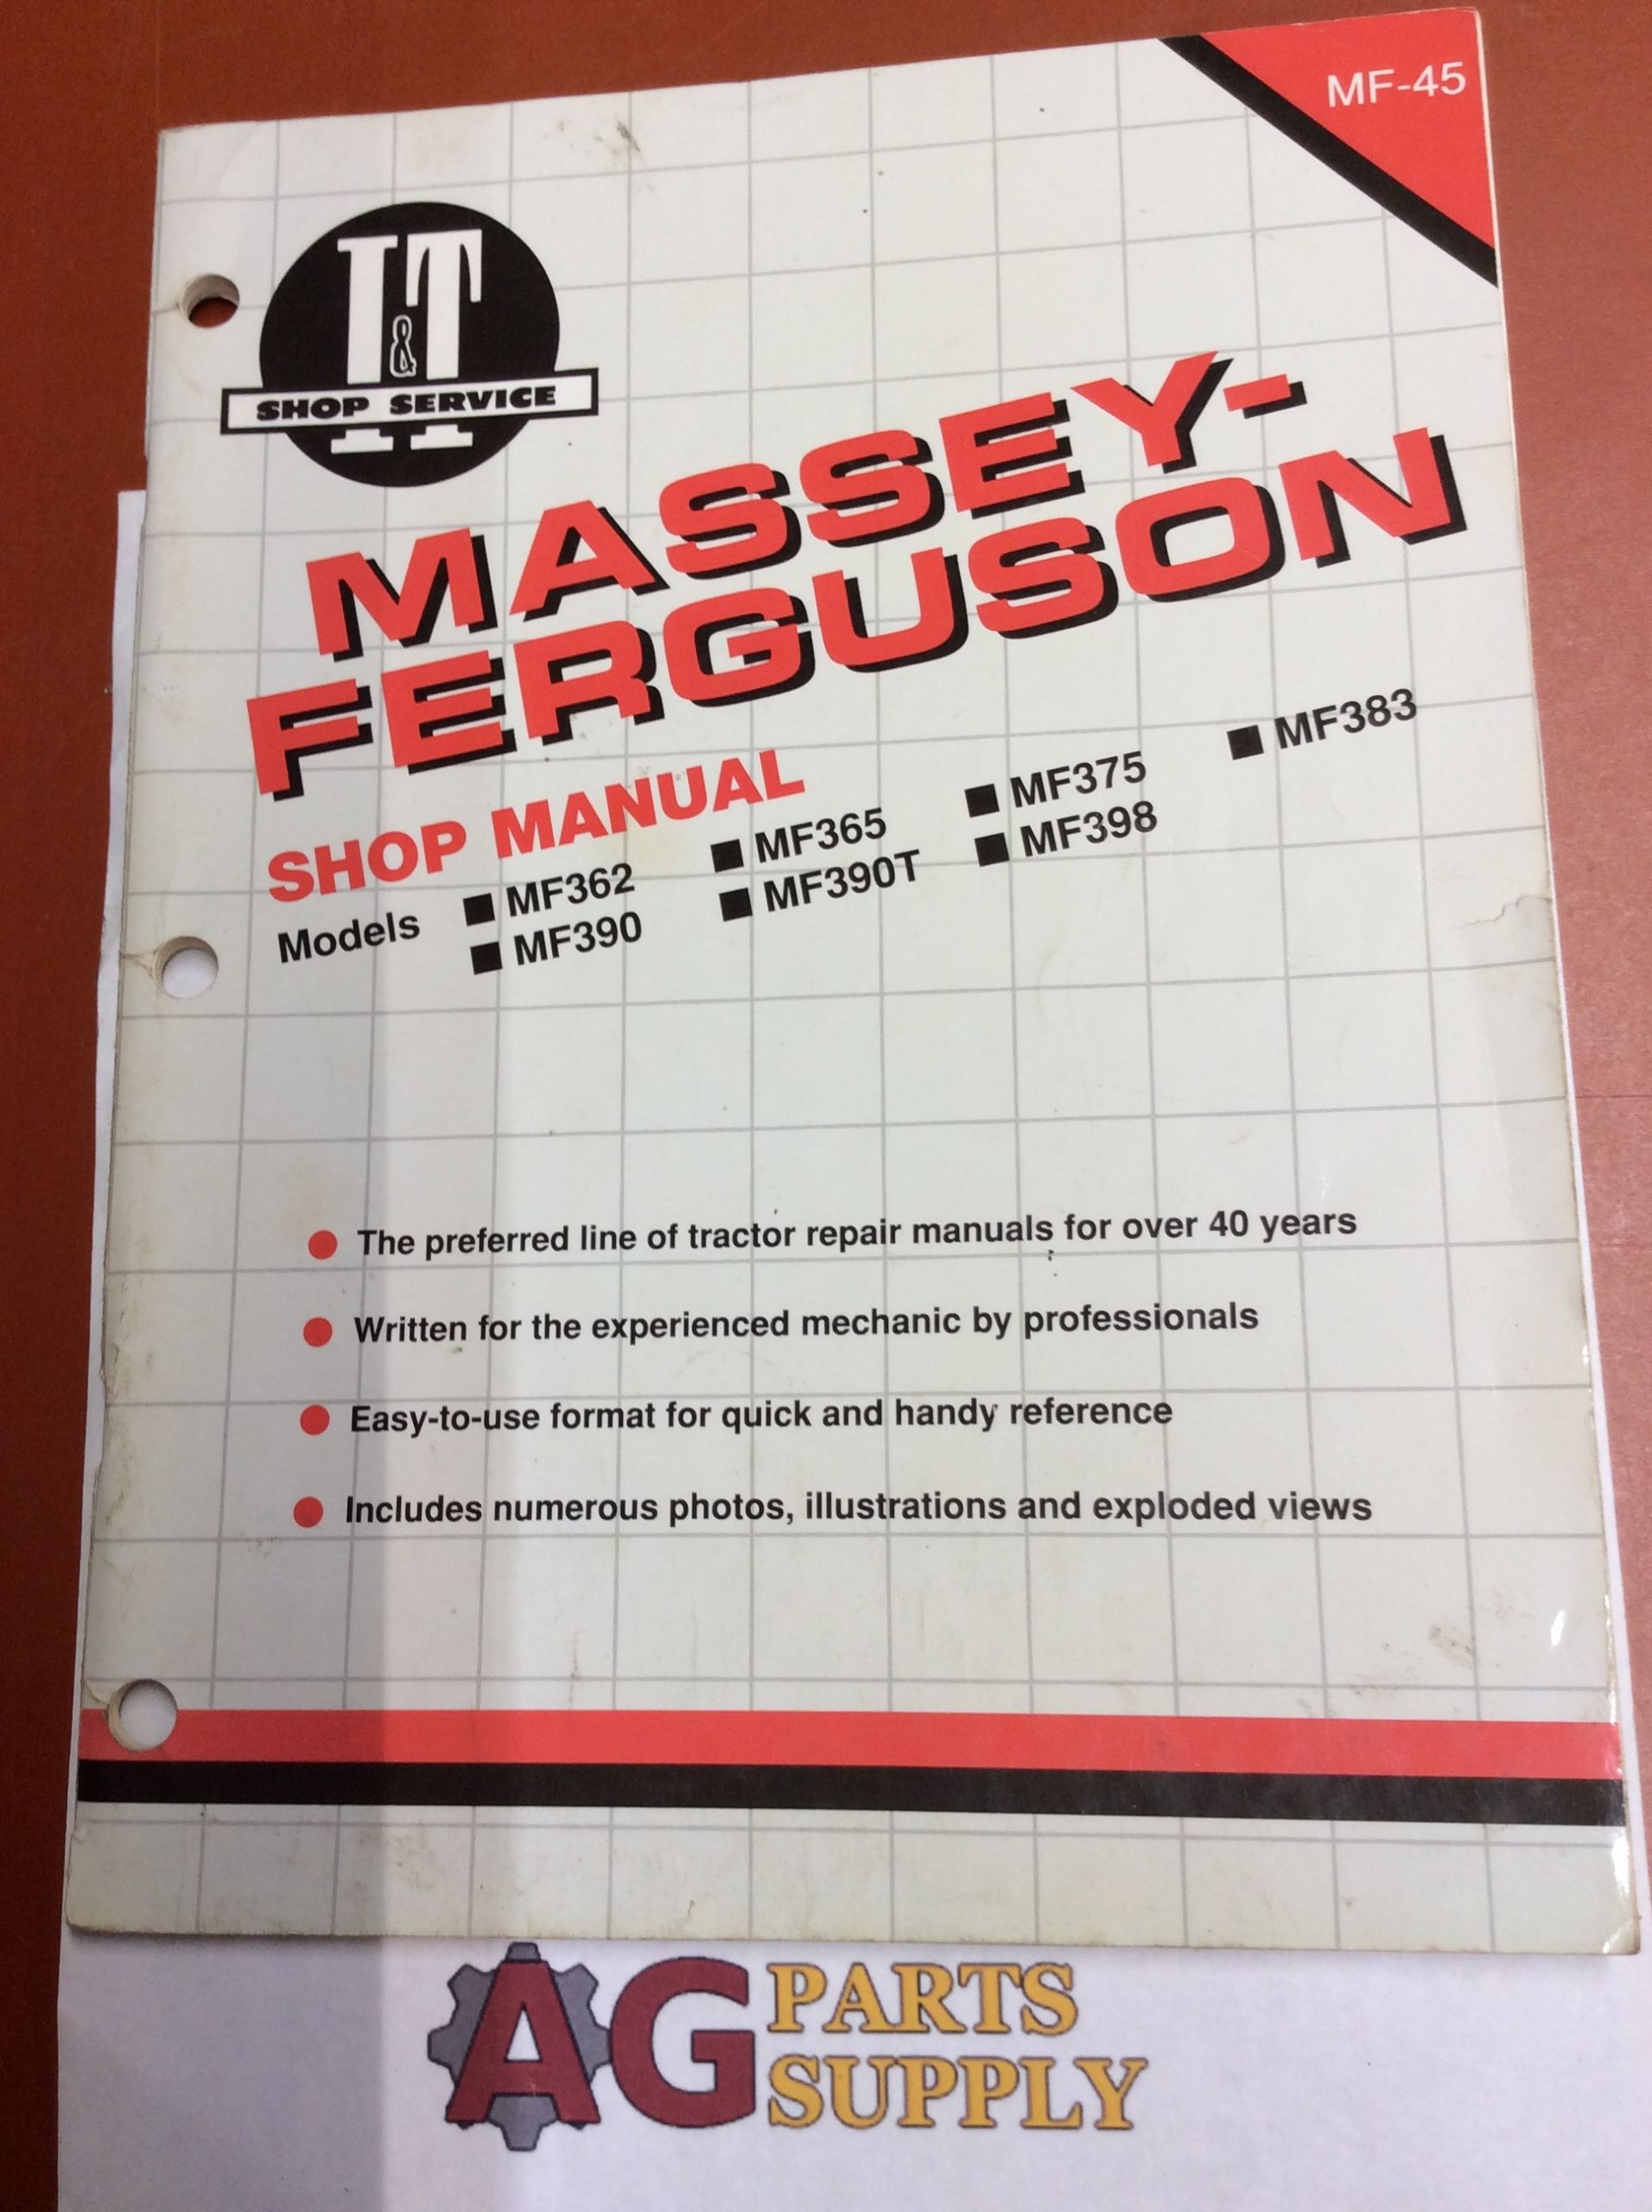 MF-45
I&T
SHOP SERVICE
MASSEY-
FERGUSON
SHOP MANUAL
Models ■ MF362 ■ MF365 ■ MF375 ■ MF383
■ MF390 ■ MF390T ■ MF398
● The preferred line of tractor repair manuals for over 40 years
● Written for the experienced mechanic by professionals
● Easy-to-use format for quick and handy reference
● Includes numerous photos, illustrations and exploded views
AG PARTS
SUPPLY